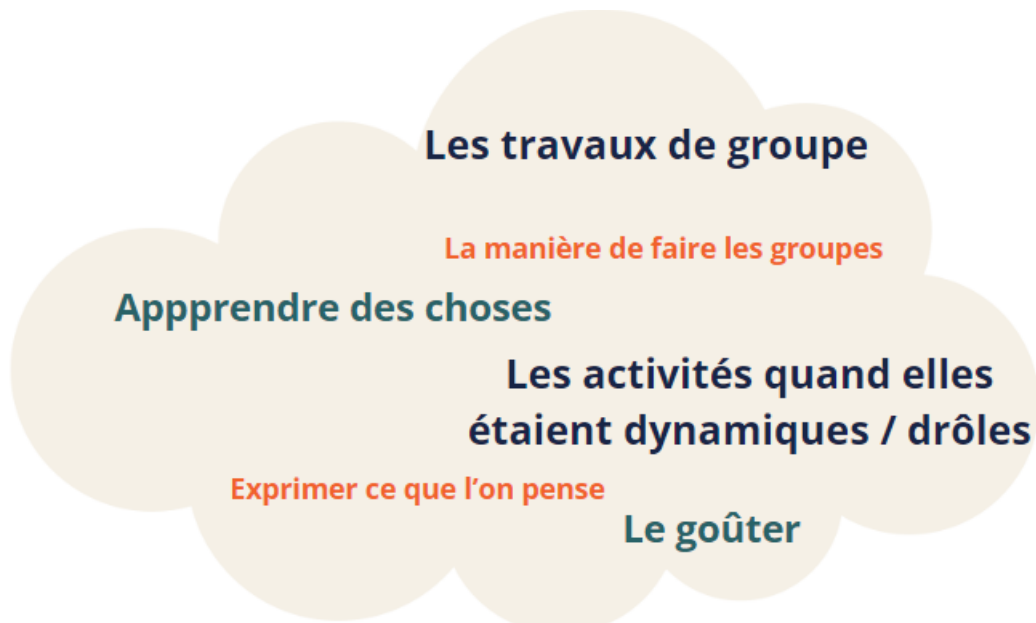 Les travaux de groupe
La manière de faire les groupes
Appprendre des choses
Les activités quand elles
étaient dynamiques / drôles
Exprimer ce que l’on pense
Le goûter